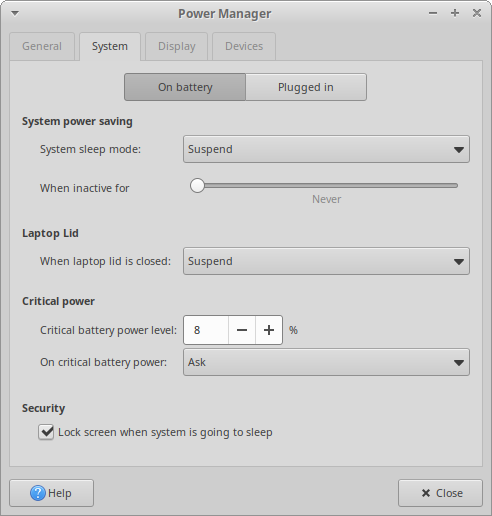 Power Manager
General System Display Devices
On battery Plugged in
System power saving
System sleep mode: Suspend
When inactive for
Never
Laptop Lid
When laptop lid is closed: Suspend
Critical power
Critical battery power level: 8 %
On critical battery power: Ask
Security
Lock screen when system is going to sleep
Help Close